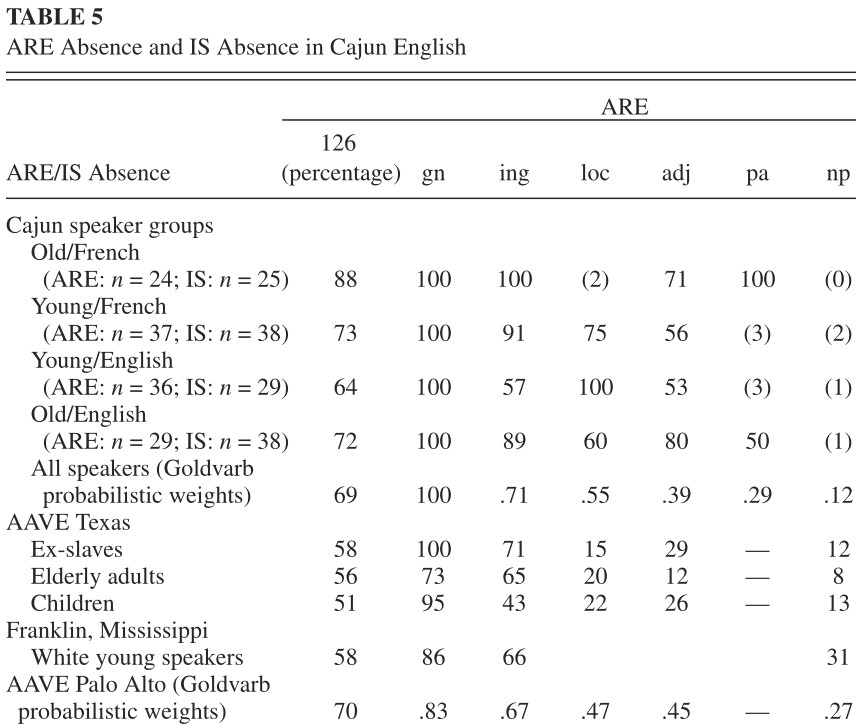 TABLE 5
ARE Absence and IS Absence in Cajun English
ARE
126
ARE/IS Absence (percentage) gn ing loc adj pa np
Cajun speaker groups
Old/French
(ARE: n = 24; IS: n = 25) 88 100 100 (2) 71 100 (0)
Young/French
(ARE: n = 37; IS: n = 38) 73 100 91 75 56 (3) (2)
Young/English
(ARE: n = 36; IS: n = 29) 64 100 57 100 53 (3) (1)
Old/English
(ARE: n = 29; IS: n = 38) 72 100 89 60 80 50 (1)
All speakers (Goldvarb
probabilistic weights) 69 100 .71 .55 .39 .29 .12
AAVE Texas
Ex-slaves 58 100 71 15 29 — 12
Elderly adults 56 73 65 20 12 — 8
Children 51 95 43 22 26 — 13
Franklin, Mississippi
White young speakers 58 86 66 31
AAVE Palo Alto (Goldvarb
probabilistic weights) 70 .83 .67 .47 .45 — .27